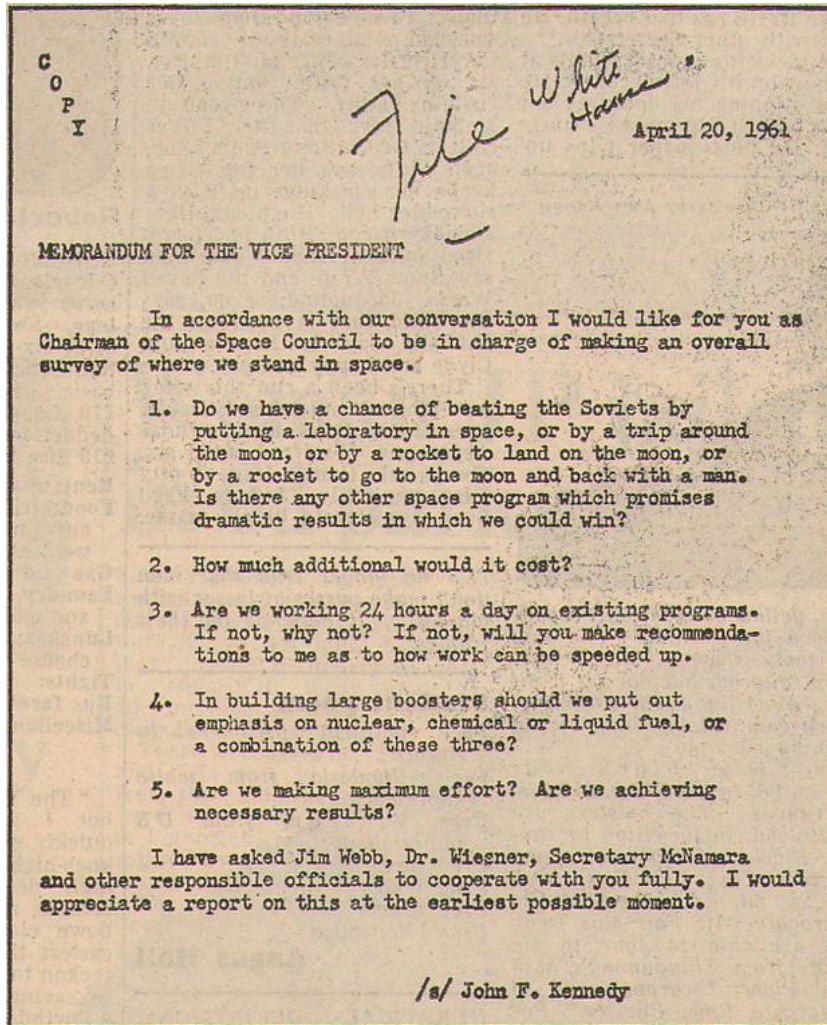 COPY
File
White
House
April 20, 1961
MEMORANDUM FOR THE VICE PRESIDENT
In accordance with our conversation I would like for you as
Chairman of the Space Council to be in charge of making an overall
survey of where we stand in space.
1. Do we have a chance of beating the Soviets by
putting a laboratory in space, or by a trip around
the moon, or by a rocket to land on the moon, or
by a rocket to go to the moon and back with a man.
Is there any other space program which promises
dramatic results in which we could win?
2. How much additional would it cost?
3. Are we working 24 hours a day on existing programs.
If not, why not? If not, will you make recommenda-
tions to me as to how work can be speeded up.
4. In building large boosters should we put out
emphasis on nuclear, chemical or liquid fuel, or
a combination of these three?
5. Are we making maximum effort? Are we achieving
necessary results?
I have asked Jim Webb, Dr. Wiesner, Secretary McNamara
and other responsible officials to cooperate with you fully. I would
appreciate a report on this at the earliest possible moment.
/s/ John F. Kennedy